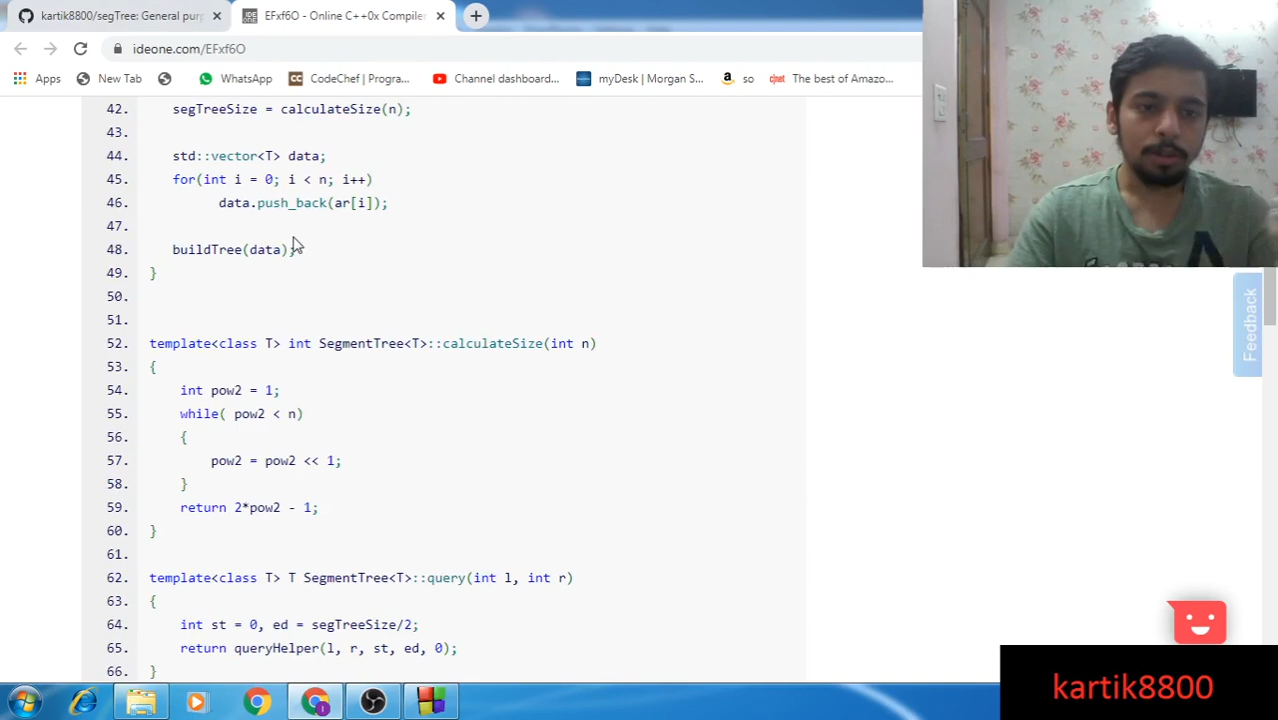 kartik8800/segTree: General purp
EFxf6O - Online C++0x Compiler
ideone.com/EFxf6O
Apps
New Tab
WhatsApp
CodeChef | Progra...
Channel dashboard...
myDesk | Morgan S...
so
The best of Amazo...
42. segTreeSize = calculateSize(n);
43.
44. std::vector<T> data;
45. for(int i = 0; i < n; i++)
46. data.push_back(ar[i]);
47.
48. buildTree(data);
49. }
50.
51.
52. template<class T> int SegmentTree<T>::calculateSize(int n)
53. {
54. int pow2 = 1;
55. while( pow2 < n)
56. {
57. pow2 = pow2 << 1;
58. }
59. return 2*pow2 - 1;
60. }
61.
62. template<class T> T SegmentTree<T>::query(int l, int r)
63. {
64. int st = 0, ed = segTreeSize/2;
65. return queryHelper(l, r, st, ed, 0);
66. }
Feedback
kartik8800